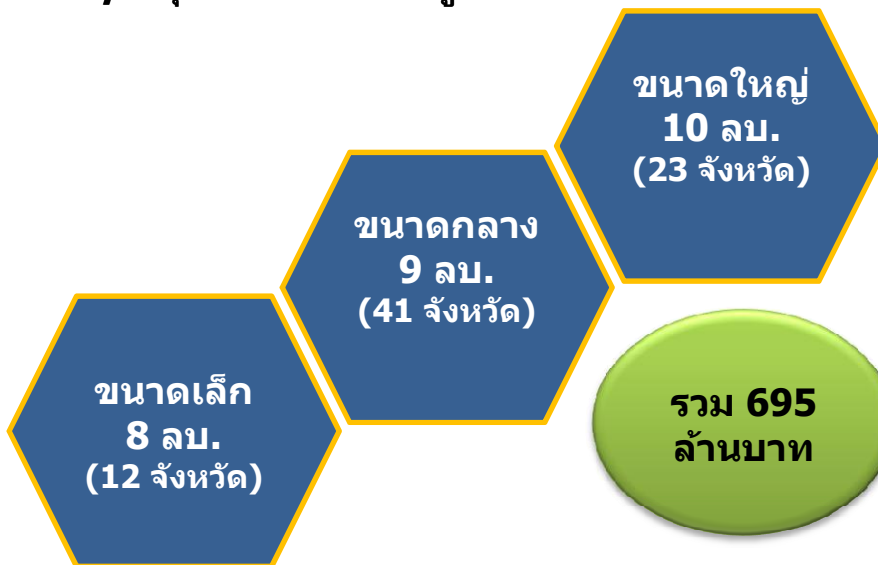 ขนาดใหญ่
10 ลบ.
(23 จังหวัด)
ขนาดกลาง
9 ลบ.
(41 จังหวัด)
ขนาดเล็ก
8 ลบ.
(12 จังหวัด)
รวม 695
ล้านบาท